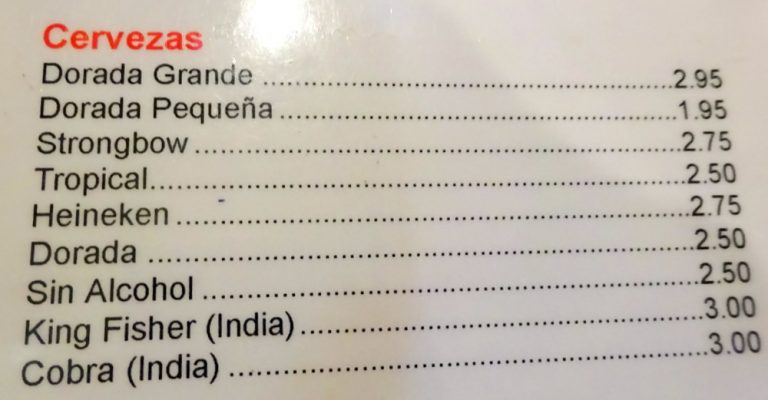 Cervezas
Dorada Grande ........................................................2.95
Dorada Pequeña ......................................................1.95
Strongbow ................................................................2.75
Tropical......................................................................2.50
Heineken ..................................................................2.75
Dorada ......................................................................2.50
Sin Alcohol ...............................................................2.50
King Fisher (India)....................................................3.00
Cobra (India) ............................................................3.00